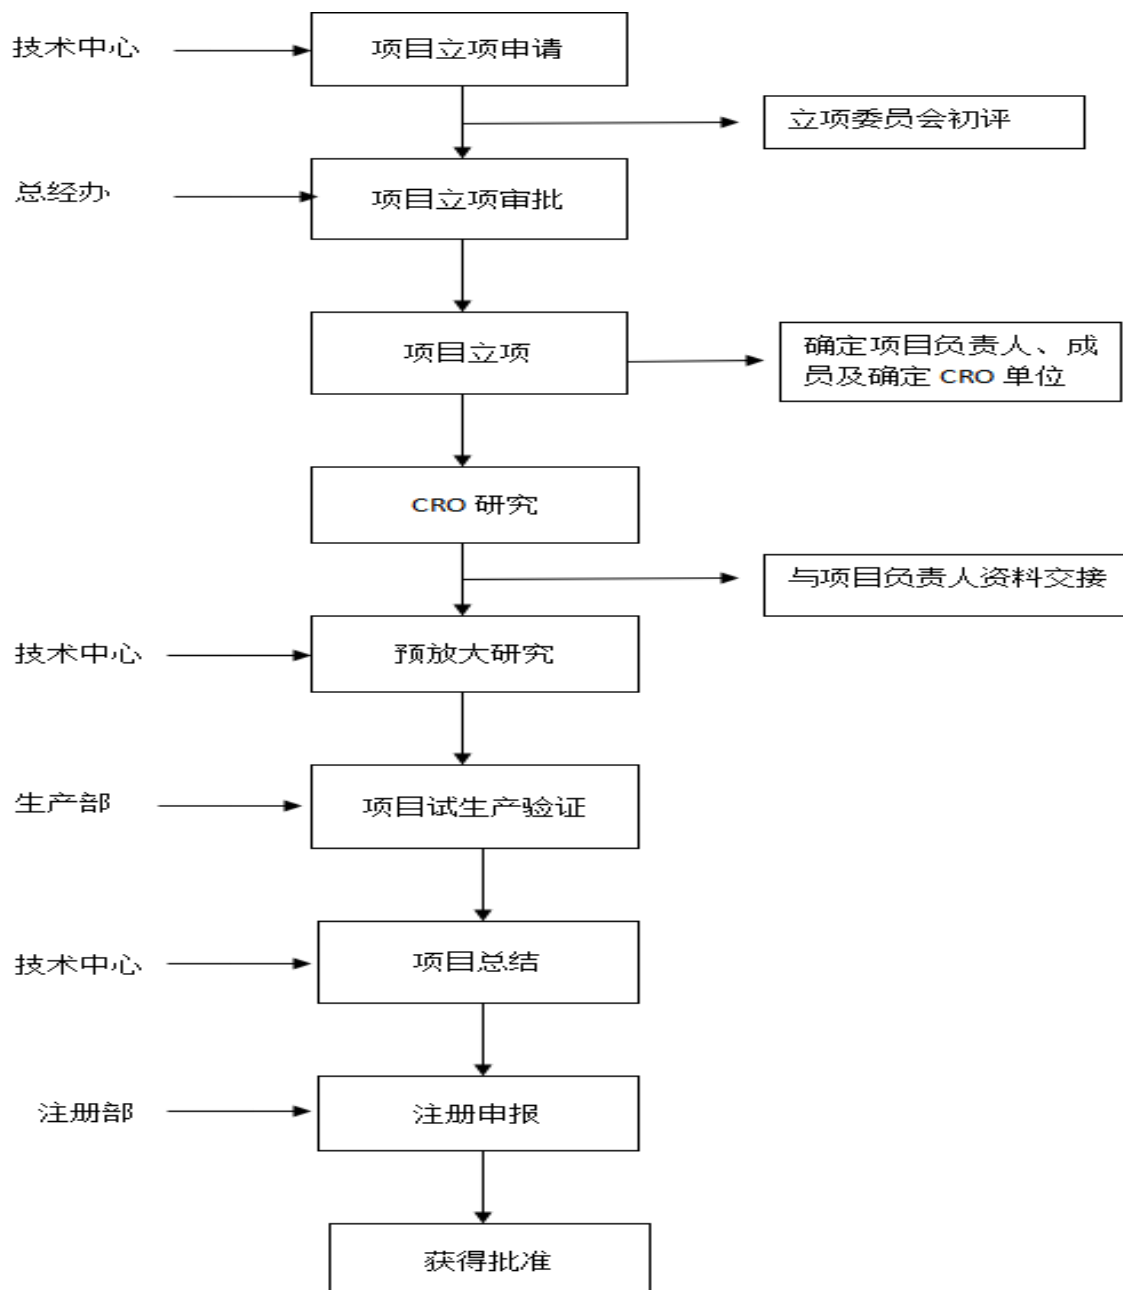 技术中心
项目立项申请
立项委员会初评
总经办
项目立项审批
项目立项
确定项目负责人、成
员及确定 CRO 单位
CRO 研究
与项目负责人资料交接
技术中心
预放大研究
生产部
项目试生产验证
技术中心
项目总结
注册部
注册申报
获得批准